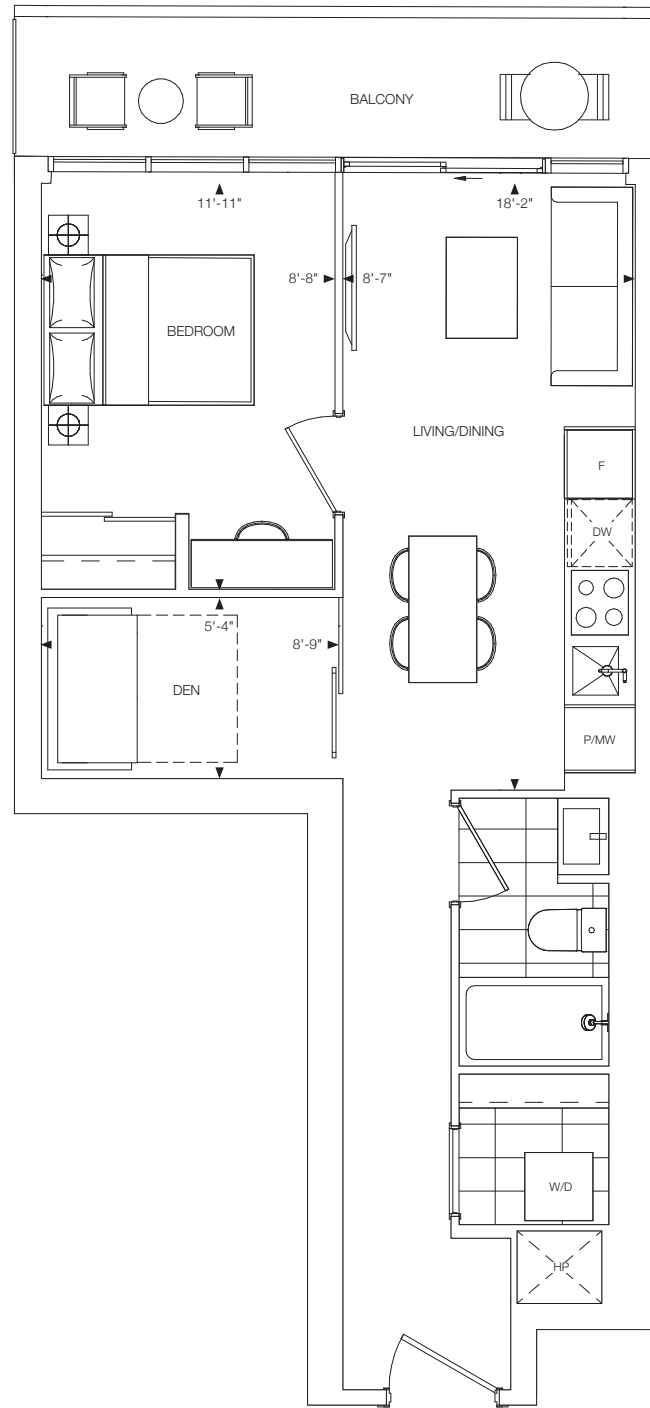 BALCONY
11'-11"
18'-2"
8'-8"
8'-7"
BEDROOM
LIVING/DINING
F
DW
5'-4"
8'-9"
DEN
P/MW
W/D
HP